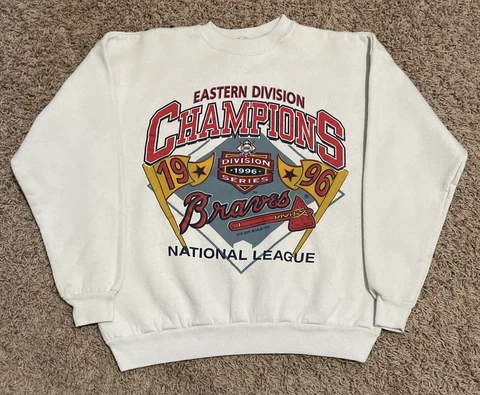 EASTERN DIVISION
CHAMPIONS
19 DIVISION 96
1996
SERIES
Braves
NATIONAL LEAGUE